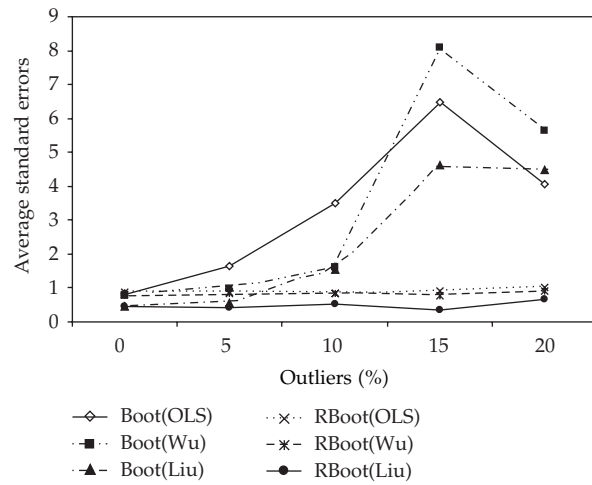 9
8
7
6
5
4
3
2
1
0
Average standard errors
0 5 10 15 20
Outliers (%)
Boot(OLS) RBoot(OLS)
Boot(Wu) RBoot(Wu)
Boot(Liu) RBoot(Liu)